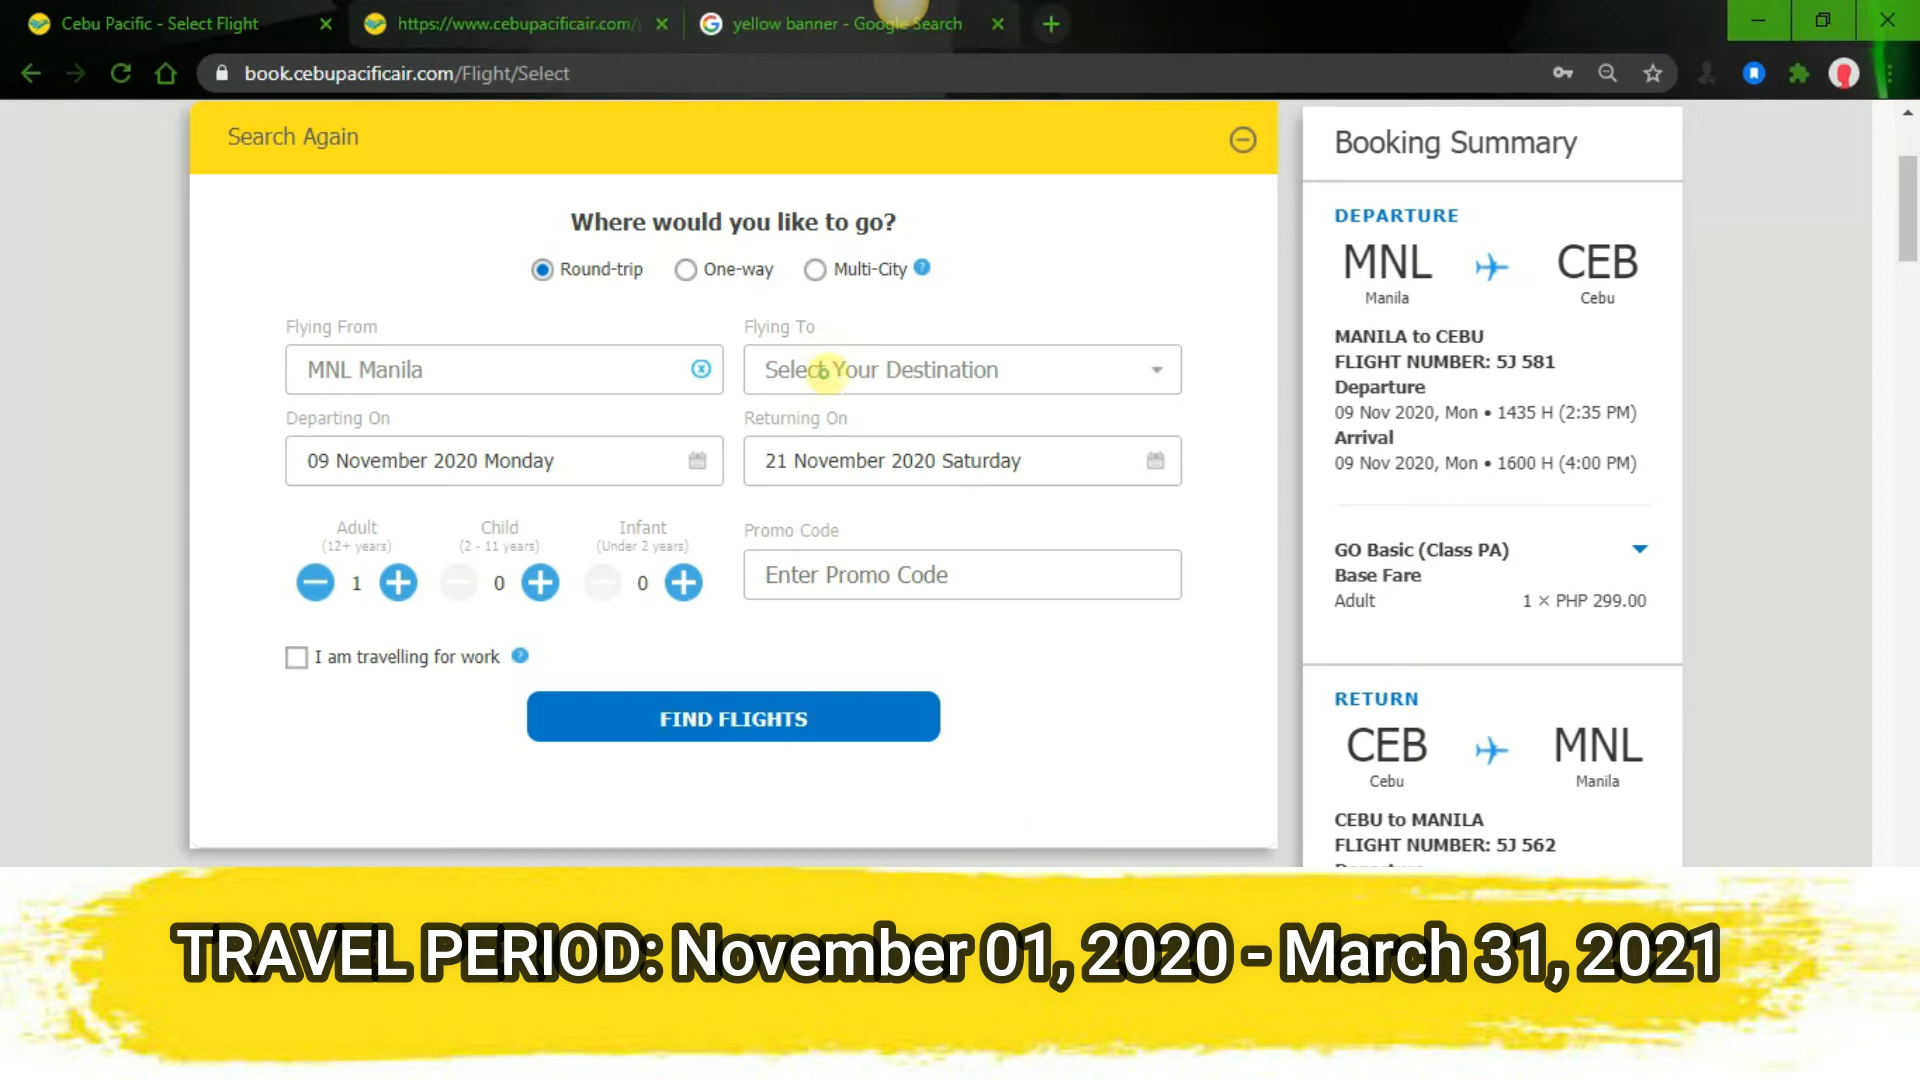 Cebu Pacific - Select Flight
https://www.cebupacificair.com/
yellow banner - Google Search
book.cebupacificair.com/Flight/Select
Search Again
Where would you like to go?
Round-trip One-way Multi-City ?
Flying From
MNL Manila
Flying To
Select Your Destination
Departing On
09 November 2020 Monday
Returning On
21 November 2020 Saturday
Adult Child Infant
(12+ years) (2 - 11 years) (Under 2 years)
1 0 0
Promo Code
Enter Promo Code
I am travelling for work ?
FIND FLIGHTS
Booking Summary
DEPARTURE
MNL CEB
Manila Cebu
MANILA to CEBU
FLIGHT NUMBER: 5J 581
Departure
09 Nov 2020, Mon • 1435 H (2:35 PM)
Arrival
09 Nov 2020, Mon • 1600 H (4:00 PM)
GO Basic (Class PA)
Base Fare
Adult 1 × PHP 299.00
RETURN
CEB MNL
Cebu Manila
CEBU to MANILA
FLIGHT NUMBER: 5J 562
TRAVEL PERIOD: November 01, 2020 - March 31, 2021